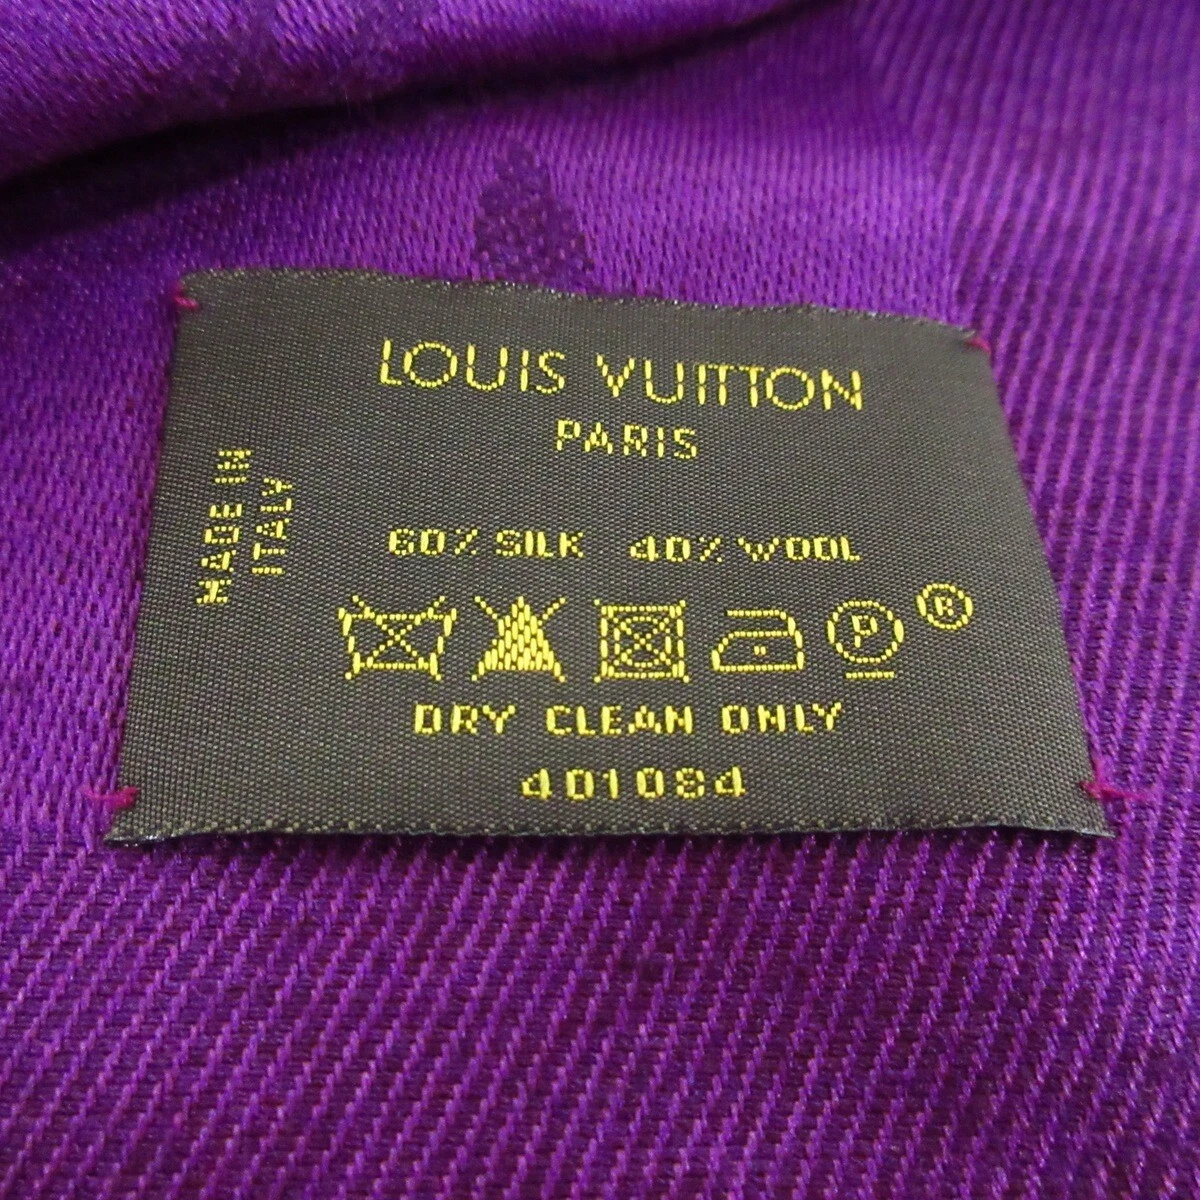 LOUIS VUITTON
PARIS
MADE IN
ITALY
60% SILK 40% WOOL
P
®
DRY CLEAN ONLY
401084